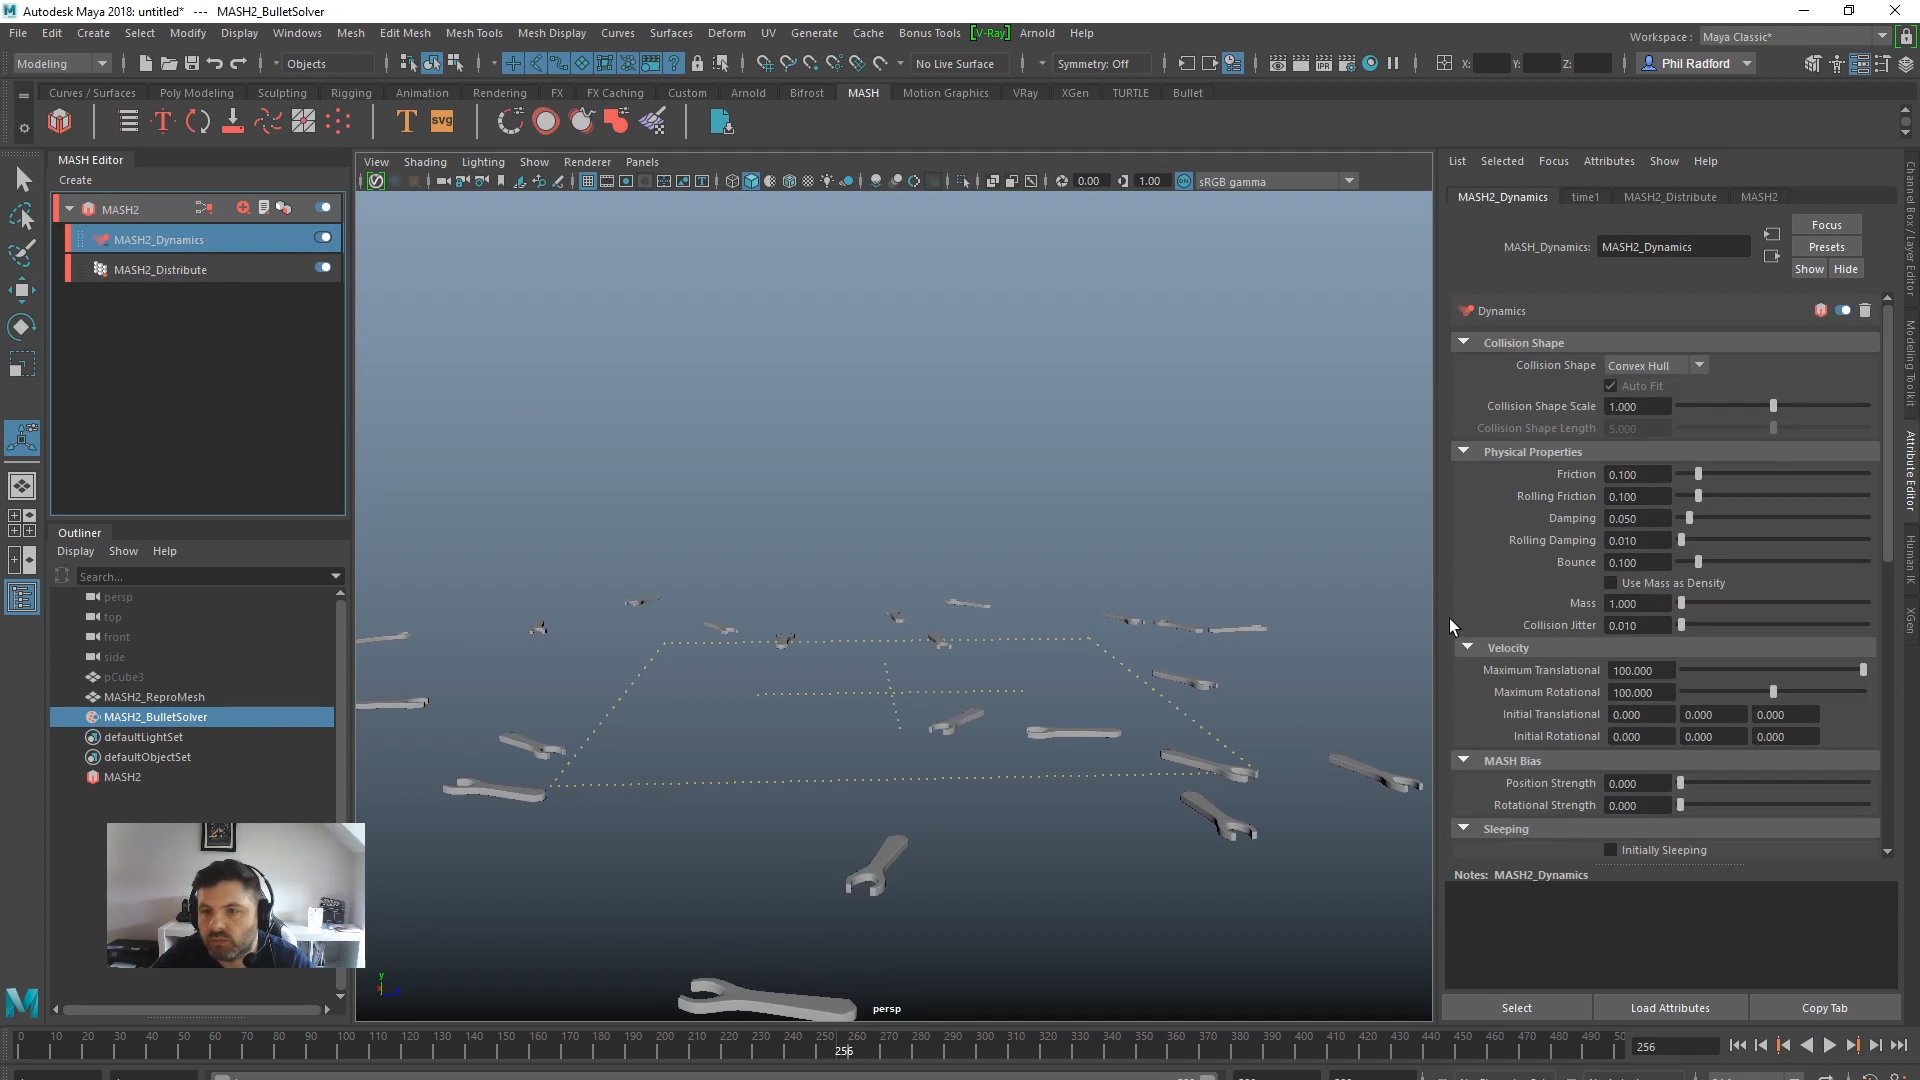 Autodesk Maya 2018: untitled* --- MASH2_BulletSolver
File Edit Create Select Modify Display Windows Mesh Edit Mesh Mesh Tools Mesh Display Curves Surfaces Deform UV Generate Cache Bonus Tools [V-Ray] Arnold Help
Workspace : Maya Classic*
Modeling Objects No Live Surface Symmetry: Off X: Y: Z: Phil Radford
Curves / Surfaces Poly Modeling Sculpting Rigging Animation Rendering FX FX Caching Custom Arnold Bifrost MASH Motion Graphics VRay XGen TURTLE Bullet
T svg
MASH Editor
Create
MASH2
MASH2_Dynamics
MASH2_Distribute
Outliner
Display Show Help
Search...
persp
top
front
side
pCube3
MASH2_ReproMesh
MASH2_BulletSolver
defaultLightSet
defaultObjectSet
MASH2
View Shading Lighting Show Renderer Panels
0.00 1.00 sRGB gamma
y
persp
List Selected Focus Attributes Show Help
MASH2_Dynamics time1 MASH2_Distribute MASH2
MASH_Dynamics: MASH2_Dynamics
Focus
Presets
Show Hide
Dynamics
Collision Shape
Collision Shape Convex Hull
Auto Fit
Collision Shape Scale 1.000
Collision Shape Length 5.000
Physical Properties
Friction 0.100
Rolling Friction 0.100
Damping 0.050
Rolling Damping 0.010
Bounce 0.100
Use Mass as Density
Mass 1.000
Collision Jitter 0.010
Velocity
Maximum Translational 100.000
Maximum Rotational 100.000
Initial Translational 0.000 0.000 0.000
Initial Rotational 0.000 0.000 0.000
MASH Bias
Position Strength 0.000
Rotational Strength 0.000
Sleeping
Initially Sleeping
Notes: MASH2_Dynamics
Select Load Attributes Copy Tab
Channel Box / Layer Editor
Modeling Toolkit
Attribute Editor
Human IK
XGen
0 10 20 30 40 50 60 70 80 90 100 110 120 130 140 150 160 170 180 190 200 210 220 230 240 250 260 270 280 290 300 310 320 330 340 350 360 370 380 390 400 410 420 430 440 450 460 470 480 490 50
256
256